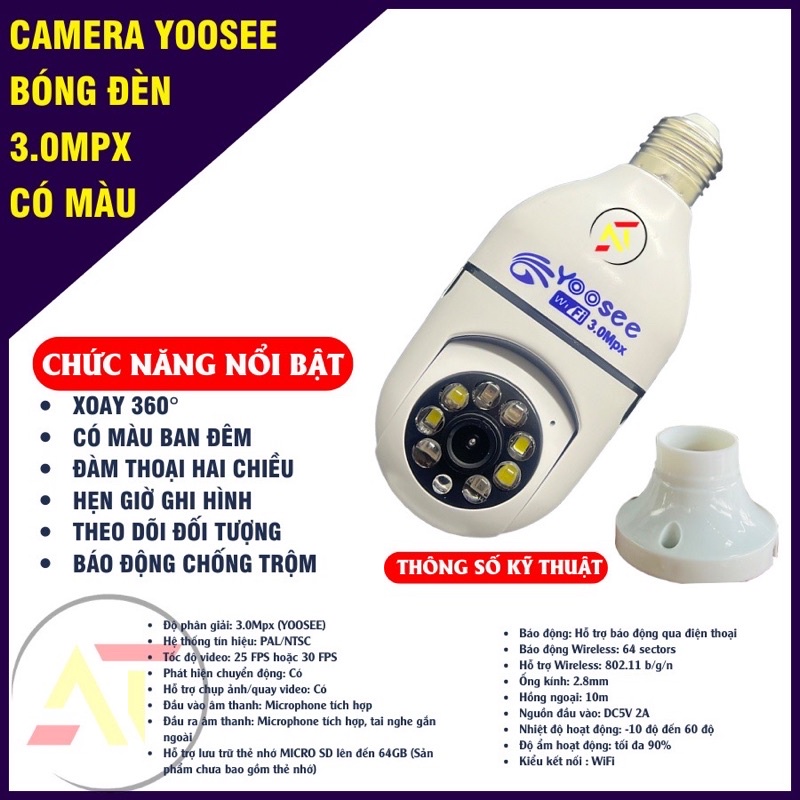 CAMERA YOOSEE
BÓNG ĐÈN
3.0MPX
CÓ MÀU
AT
Yoosee
WiFi 3.0Mpx
CHỨC NĂNG NỔI BẬT
• XOAY 360°
• CÓ MÀU BAN ĐÊM
• ĐÀM THOẠI HAI CHIỀU
• HẸN GIỜ GHI HÌNH
• THEO DÕI ĐỐI TƯỢNG
• BÁO ĐỘNG CHỐNG TRỘM
THÔNG SỐ KỸ THUẬT
AT
• Độ phân giải: 3.0Mpx (YOOSEE)
• Hệ thống tín hiệu: PAL/NTSC
• Tốc độ video: 25 FPS hoặc 30 FPS
• Phát hiện chuyển động: Có
• Hỗ trợ chụp ảnh/quay video: Có
• Đầu vào âm thanh: Microphone tích hợp
• Đầu ra âm thanh: Microphone tích hợp, tai nghe gắn
ngoài
• Hỗ trợ lưu trữ thẻ nhớ MICRO SD lên đến 64GB (Sản
phẩm chưa bao gồm thẻ nhớ)
• Báo động: Hỗ trợ báo động qua điện thoại
• Báo động Wireless: 64 sectors
• Hỗ trợ Wireless: 802.11 b/g/n
• Ống kính: 2.8mm
• Hồng ngoại: 10m
• Nguồn đầu vào: DC5V 2A
• Nhiệt độ hoạt động: -10 độ đến 60 độ
• Độ ẩm hoạt động: tối đa 90%
• Kiểu kết nối : WiFi